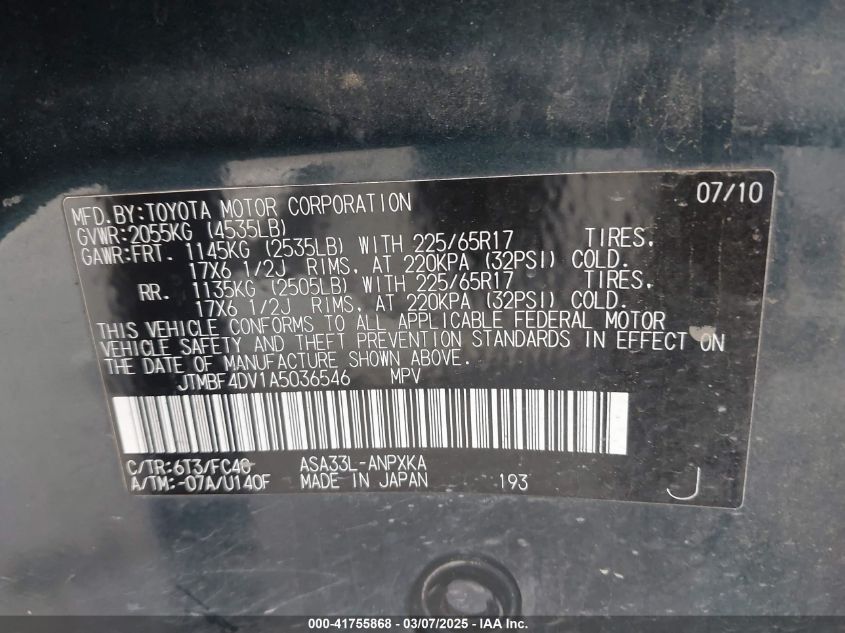 07/10
MFD.BY:TOYOTA MOTOR CORPORATION
GVWR:2055KG (4535LB)
GAWR:FRT. 1145KG (2535LB) WITH 225/65R17 TIRES,
17X6 1/2J RIMS, AT 220KPA (32PSI) COLD.
RR. 1135KG (2505LB) WITH 225/65R17 TIRES,
17X6 1/2J RIMS, AT 220KPA (32PSI) COLD.
THIS VEHICLE CONFORMS TO ALL APPLICABLE FEDERAL MOTOR
VEHICLE SAFETY AND THEFT PREVENTION STANDARDS IN EFFECT ON
THE DATE OF MANUFACTURE SHOWN ABOVE.
JTMBF4DV1A5036546 MPV
C/TR:6T3/FC40 ASA33L-ANPXKA
A/TM:-07A/U140F MADE IN JAPAN 193
J
000-41755868 - 03/07/2025 - IAA Inc.